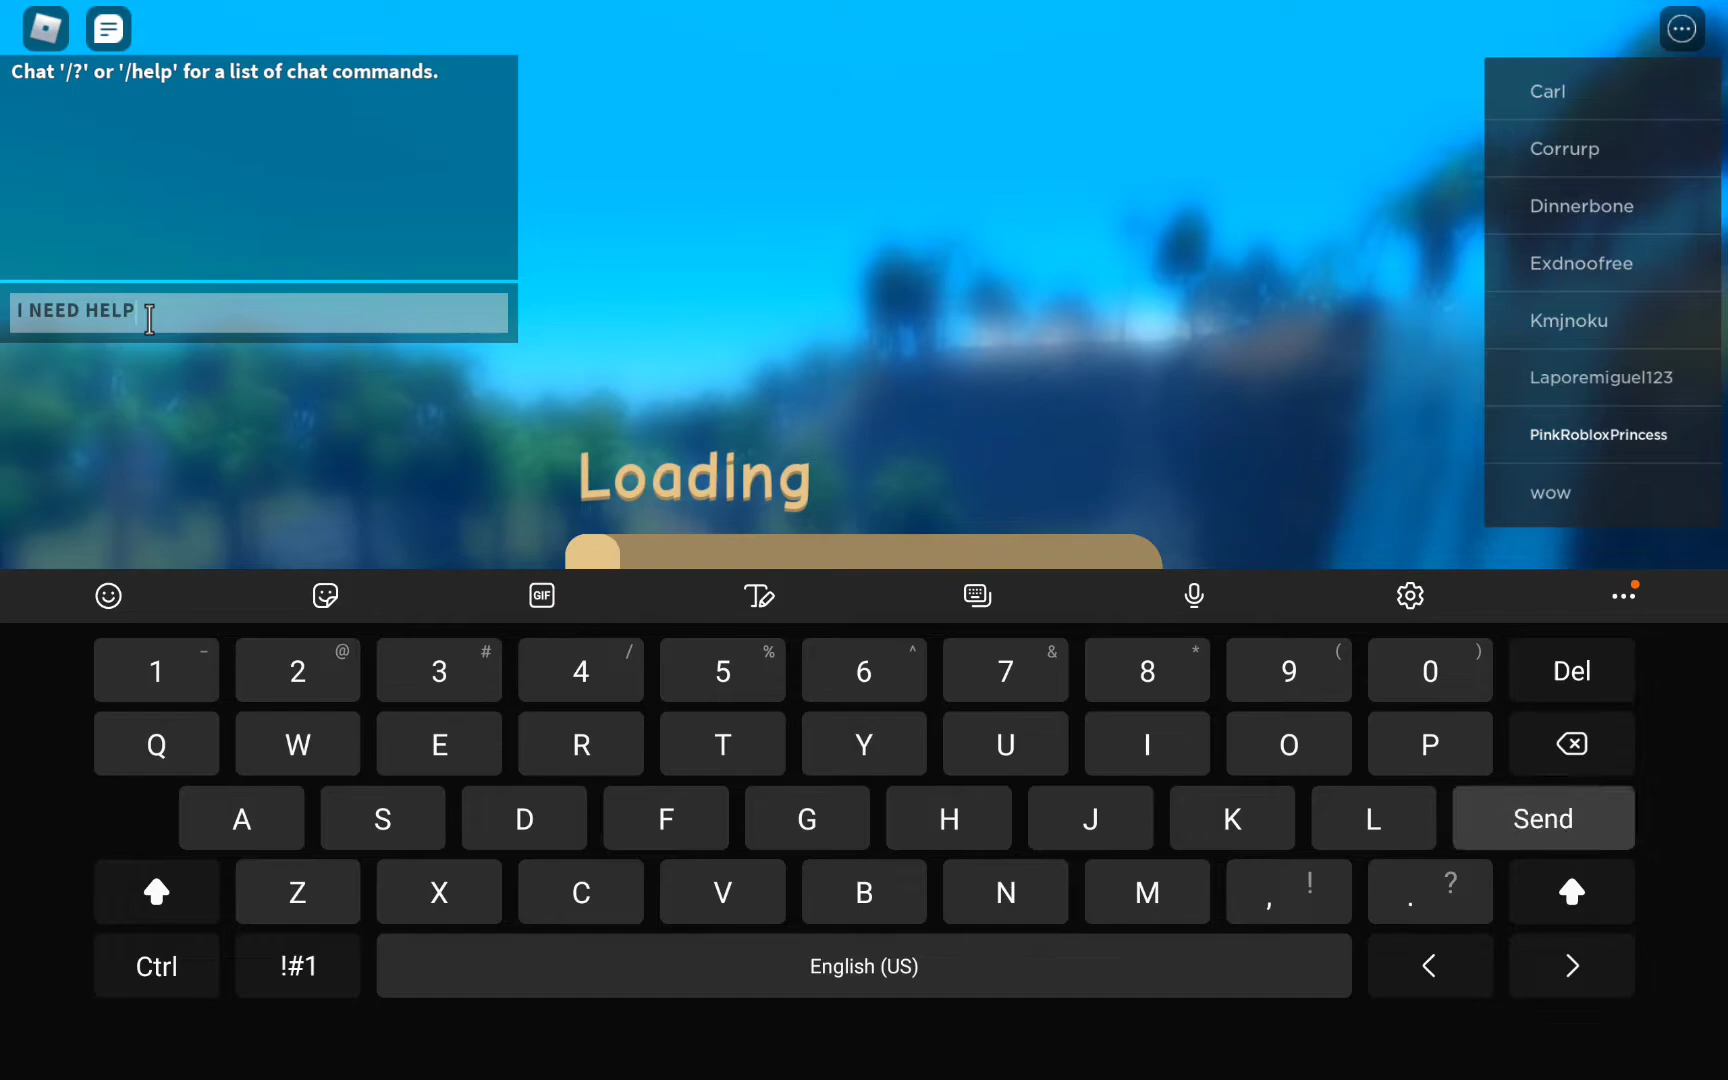 Chat '/?' or '/help' for a list of chat commands.
I NEED HELP
Carl
Corrurp
Dinnerbone
Exdnoofree
Kmjnoku
Laporemiguel123
PinkRobloxPrincess
wow
Loading
GIF
1 - 2 @ 3 # 4 / 5 % 6 ^ 7 & 8 * 9 ( 0 ) Del
Q W E R T Y U I O P
A S D F G H J K L Send
Z X C V B N M , ! . ?
Ctrl !#1 English (US) < >